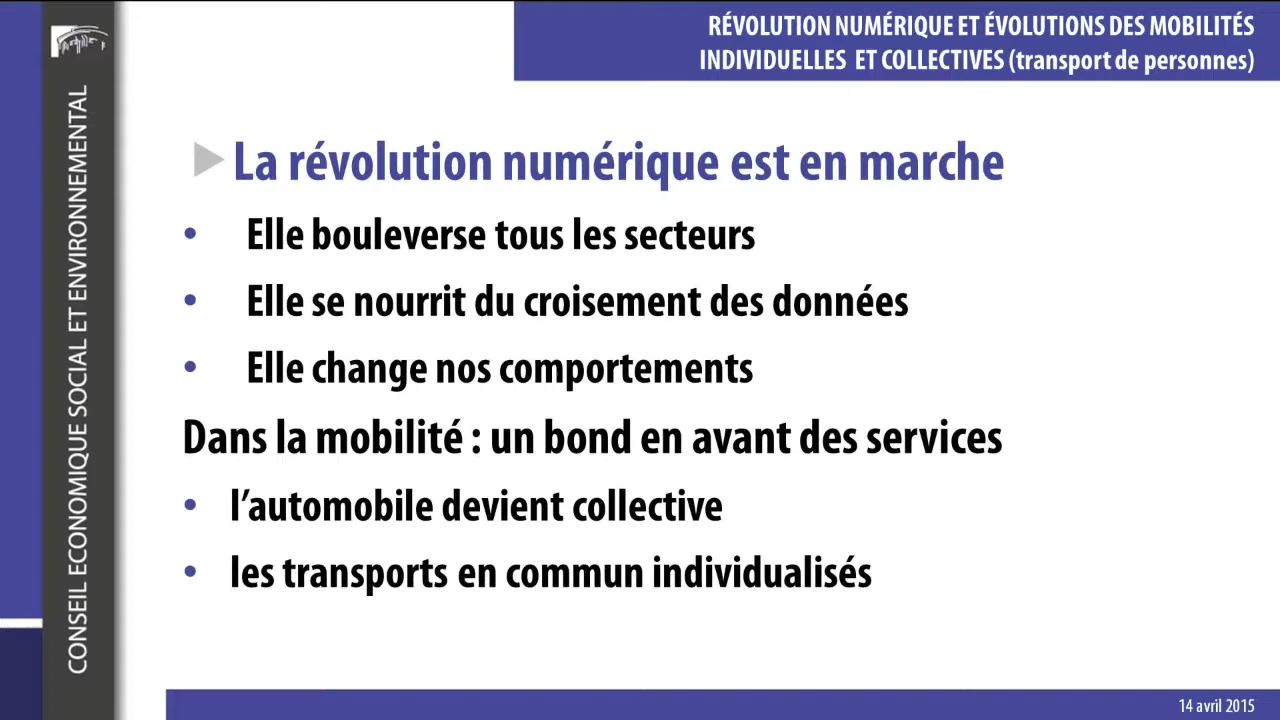 RÉVOLUTION NUMÉRIQUE ET ÉVOLUTIONS DES MOBILITÉS
INDIVIDUELLES ET COLLECTIVES (transport de personnes)
CONSEIL ECONOMIQUE SOCIAL ET ENVIRONNEMENTAL
La révolution numérique est en marche
• Elle bouleverse tous les secteurs
• Elle se nourrit du croisement des données
• Elle change nos comportements
Dans la mobilité : un bond en avant des services
• l’automobile devient collective
• les transports en commun individualisés
14 avril 2015